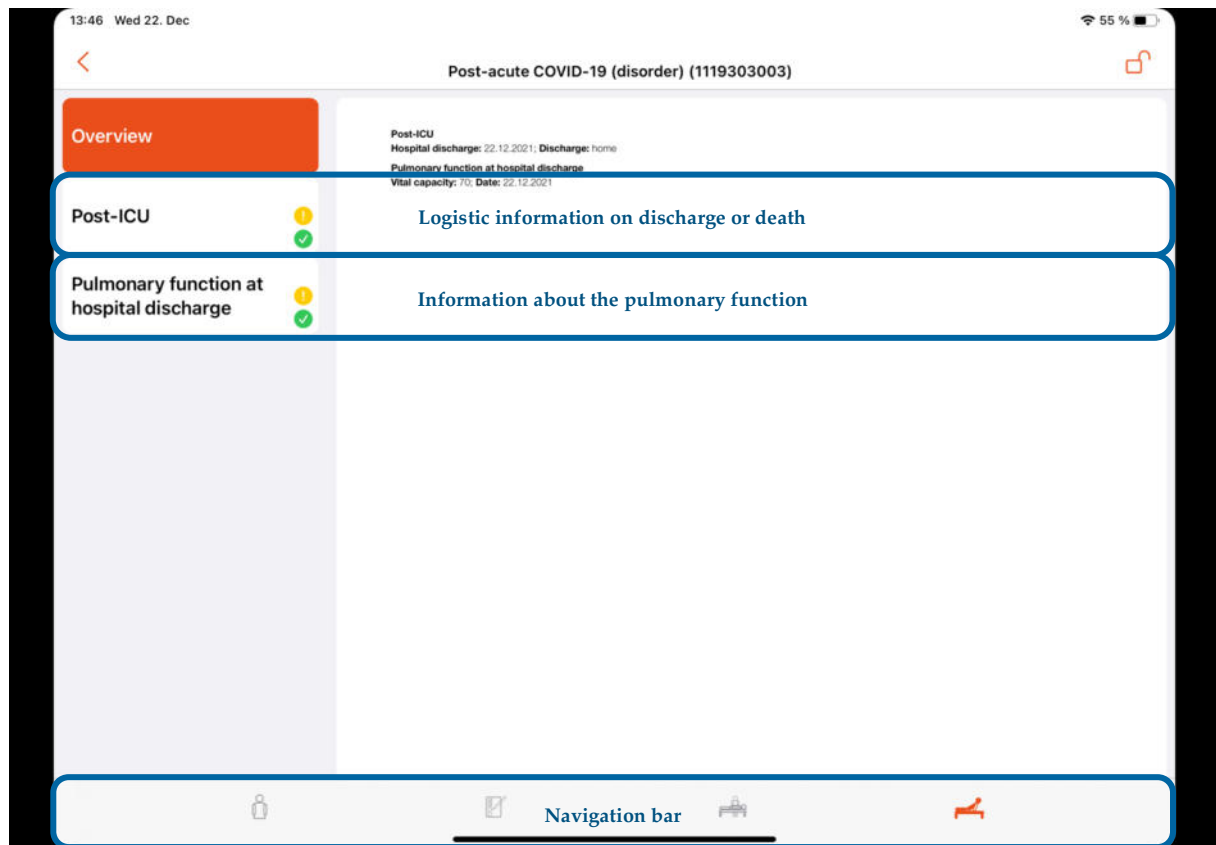 13:46 Wed 22. Dec
55 %
Post-acute COVID-19 (disorder) (1119303003)
Overview
Post-ICU
Hospital discharge: 22.12.2021; Discharge: home
Pulmonary function at hospital discharge
Vital capacity: 70; Date: 22.12.2021
Post-ICU
Logistic information on discharge or death
Pulmonary function at
hospital discharge
Information about the pulmonary function
Navigation bar